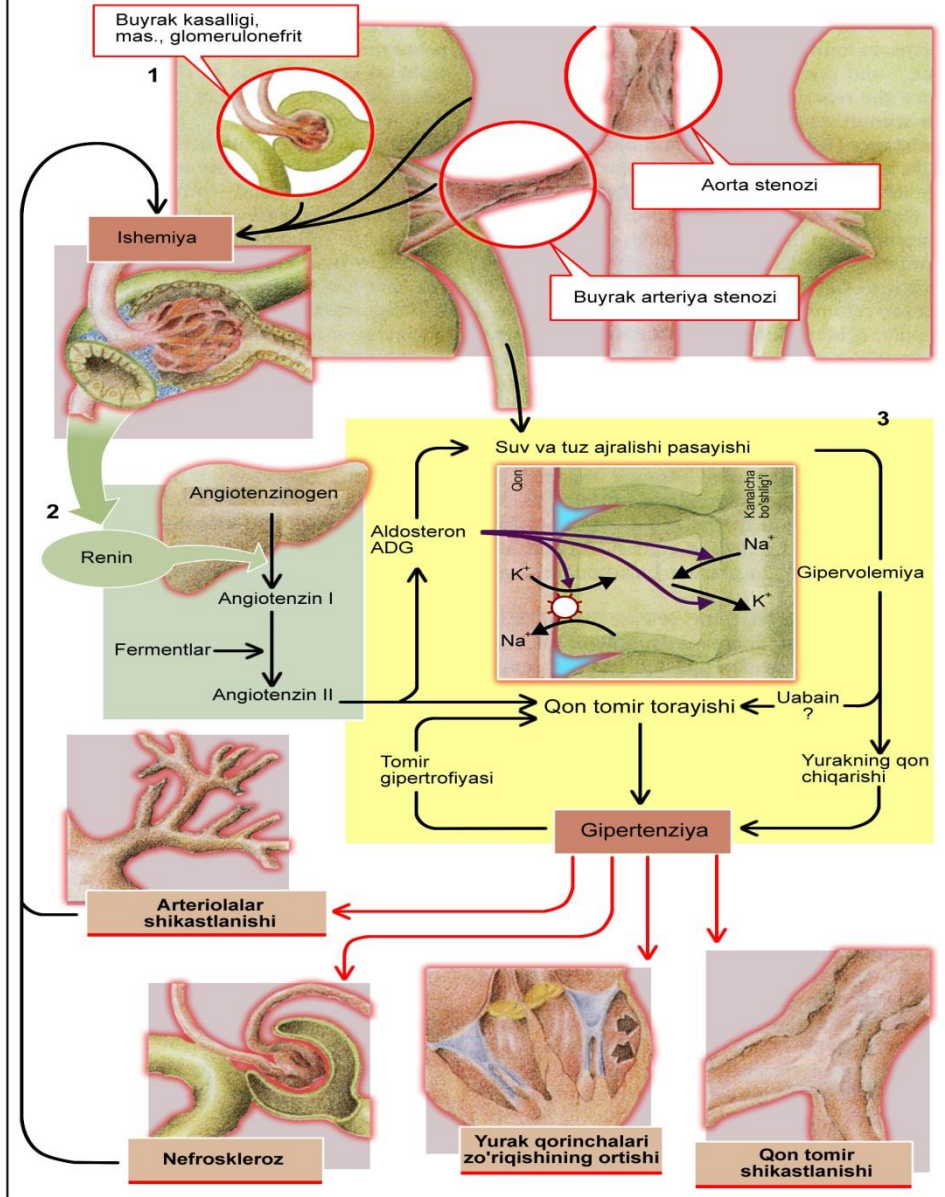 Buyrak kasalligi,
mas., glomerulonefrit
1
Aorta stenozi
Ishemiya
Buyrak arteriya stenozi
3
Suv va tuz ajralishi pasayishi
2
Angiotenzinogen
Qon
Kanalcha
bo'shlig'i
Aldosteron
ADG
Na+
Renin
K+
Gipervolemiya
Angiotenzin I
K+
Fermentlar
Na+
Angiotenzin II
Qon tomir torayishi
Uabain
?
Tomir
gipertrofiyasi
Yurakning qon
chiqarishi
Gipertenziya
Arteriolalar
shikastlanishi
Nefroskleroz
Yurak qorinchalari
zo'riqishining ortishi
Qon tomir
shikastlanishi